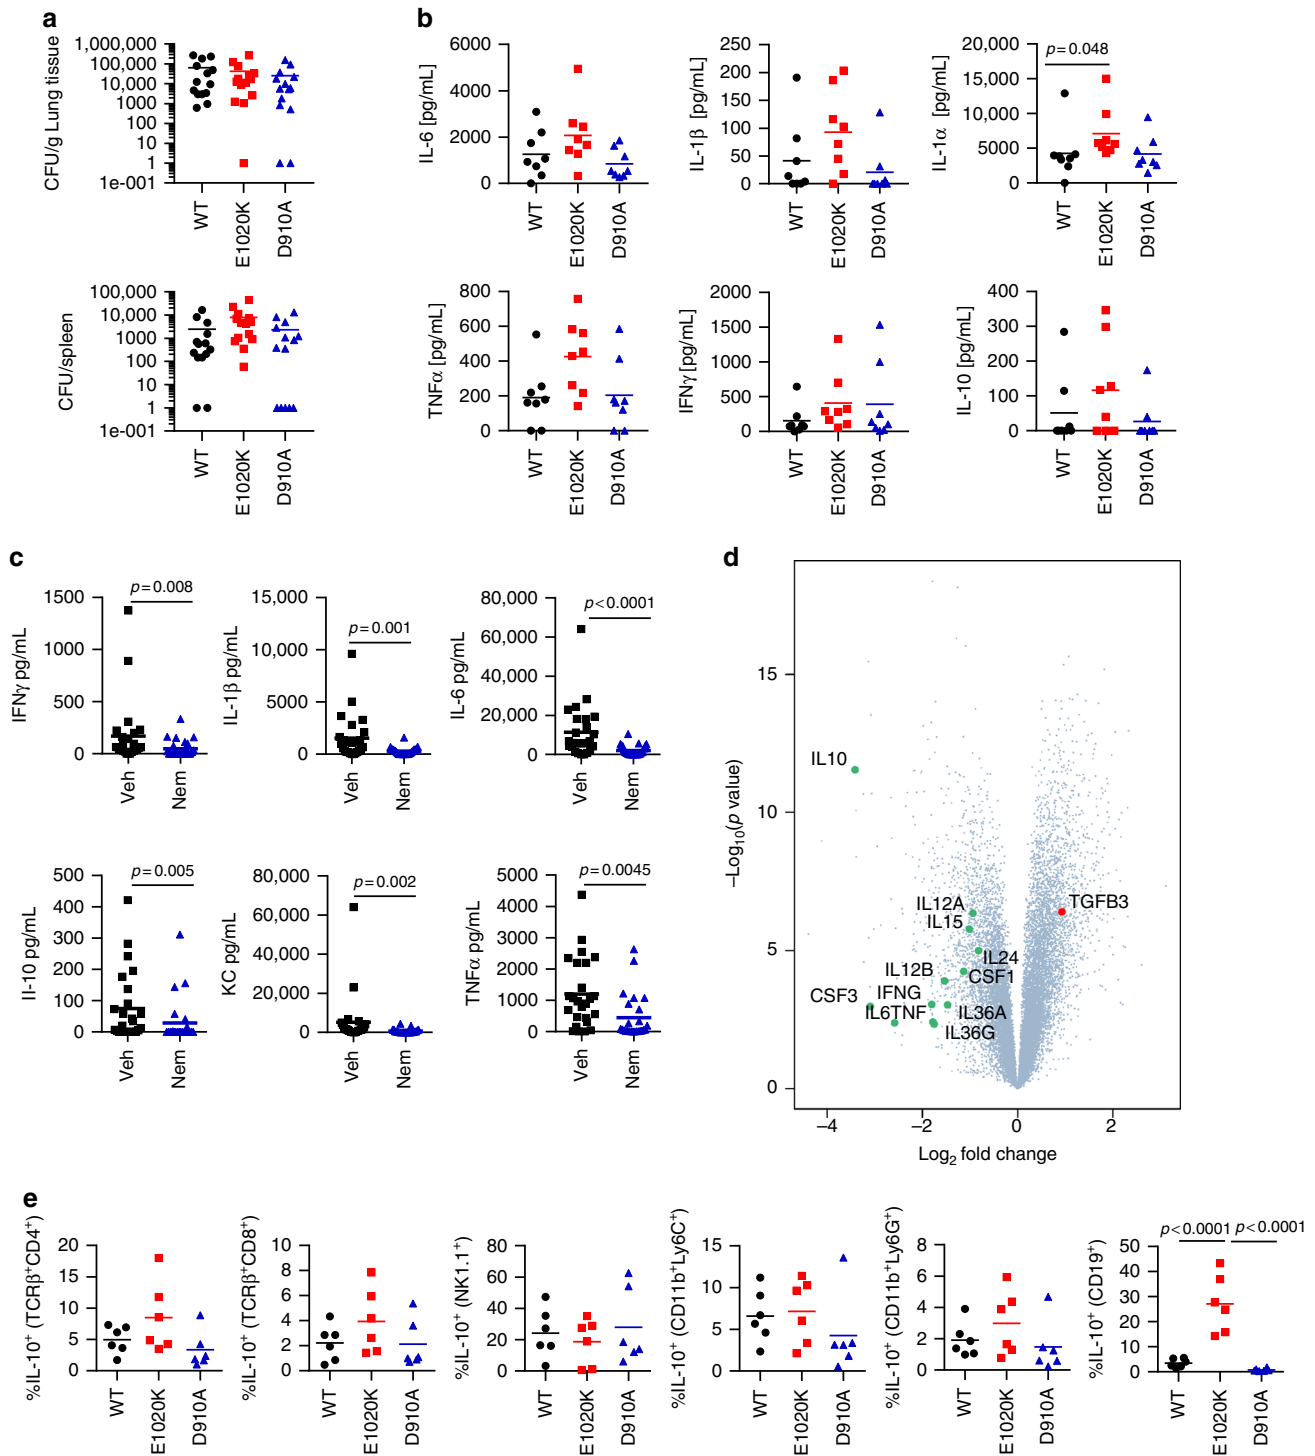 a
CFU/g Lung tissue
1,000,000
100,000
10,000
1000
100
10
1
1e-001
WT
E1020K
D910A
CFU/spleen
100,000
10,000
1000
100
10
1
1e-001
WT
E1020K
D910A
b
IL-6 [pg/mL]
6000
4000
2000
0
WT
E1020K
D910A
IL-1β [pg/mL]
250
200
150
100
50
0
WT
E1020K
D910A
IL-1α [pg/mL]
20,000
15,000
10,000
5000
0
p=0.048
WT
E1020K
D910A
TNFα [pg/mL]
800
600
400
200
0
WT
E1020K
D910A
IFNγ [pg/mL]
2000
1500
1000
500
0
WT
E1020K
D910A
IL-10 [pg/mL]
400
300
200
100
0
WT
E1020K
D910A
c
IFNγ pg/mL
1500
1000
500
0
p=0.008
Veh
Nem
IL-1β pg/mL
15,000
10,000
5000
0
p=0.001
Veh
Nem
IL-6 pg/mL
80,000
60,000
40,000
20,000
0
p<0.0001
Veh
Nem
Il-10 pg/mL
500
400
300
200
100
0
p=0.005
Veh
Nem
KC pg/mL
80,000
60,000
40,000
20,000
0
p=0.002
Veh
Nem
TNFα pg/mL
5000
4000
3000
2000
1000
0
p=0.0045
Veh
Nem
d
–Log10(p value)
15
10
5
0
IL10
IL12A
IL15
TGFB3
IL24
IL12B
CSF1
CSF3
IFNG
IL6TNF
IL36A
IL36G
–4
–2
0
2
Log2 fold change
e
%IL-10+ (TCRβ+CD4+)
20
15
10
5
0
WT
E1020K
D910A
%IL-10+ (TCRβ+CD8+)
10
8
6
4
2
0
WT
E1020K
D910A
%IL-10+ (NK1.1+)
80
60
40
20
0
WT
E1020K
D910A
%IL-10+ (CD11b+Ly6C+)
15
10
5
0
WT
E1020K
D910A
%IL-10+ (CD11b+Ly6G+)
8
6
4
2
0
WT
E1020K
D910A
%IL-10+ (CD19+)
50
40
30
20
10
0
p<0.0001
p<0.0001
WT
E1020K
D910A